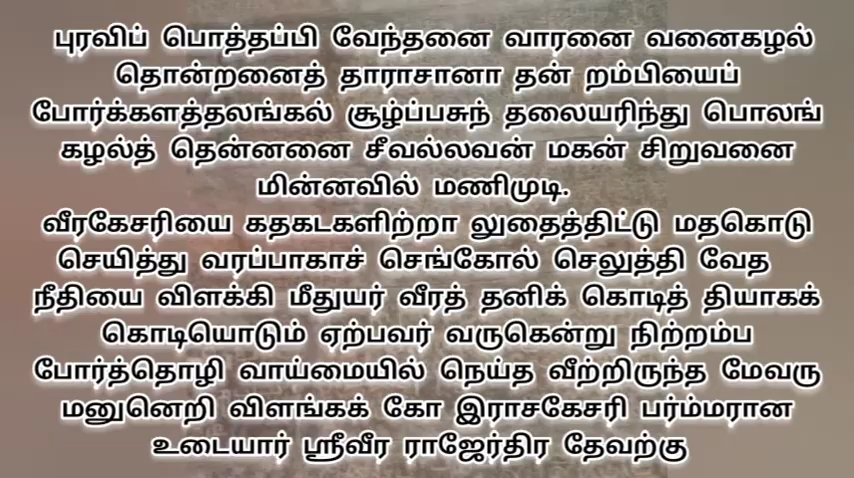 புரவிப் பொத்தப்பி வேந்தனை வாரனை வனைகழல்
தொன்றனைத் தாராசானா தன் றம்பியைப்
போர்க்களத்தலங்கல் சூழ்ப்பசுந் தலையரிந்து பொலங்
கழல்த் தென்னனை சீவல்லவன் மகன் சிறுவனை
மின்னவில் மணிமுடி.
வீரகேசரியை கதகடகளிற்றா லுதைத்திட்டு மதகொடு
செயித்து வரப்பாகாச் செங்கோல் செலுத்தி வேத
நீதியை விளக்கி மீதுயர் வீரத் தனிக் கொடித் தியாகக்
கொடியொடும் ஏற்பவர் வருகென்று நிற்றம்ப
போர்த்தொழி வாய்மையில் நெய்த வீற்றிருந்த மேவரு
மனுனெறி விளங்கக் கோ இராசகேசரி பர்ம்மரான
உடையார் ஸ்ரீவீர ராஜேர்திர தேவற்கு